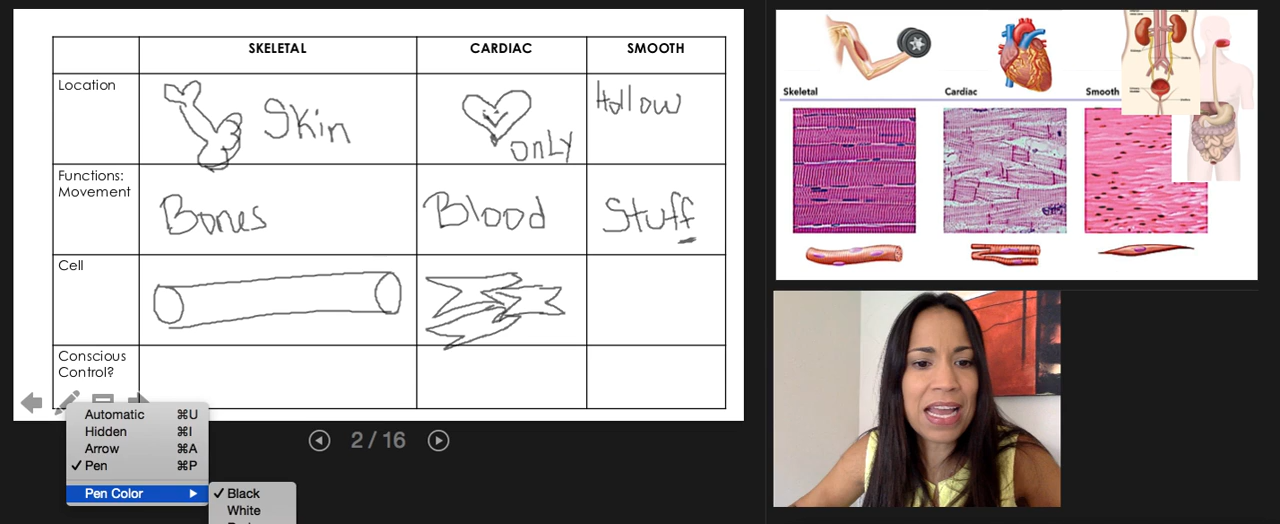 SKELETAL CARDIAC SMOOTH
Location
Skin
only
Hollow
Functions:
Movement
Bones
Blood
Stuff
Cell
Conscious
Control?
Automatic ⌘U
Hidden ⌘I
Arrow ⌘A
✓ Pen ⌘P
Pen Color ▶
✓ Black
White
2 / 16
Skeletal Cardiac Smooth